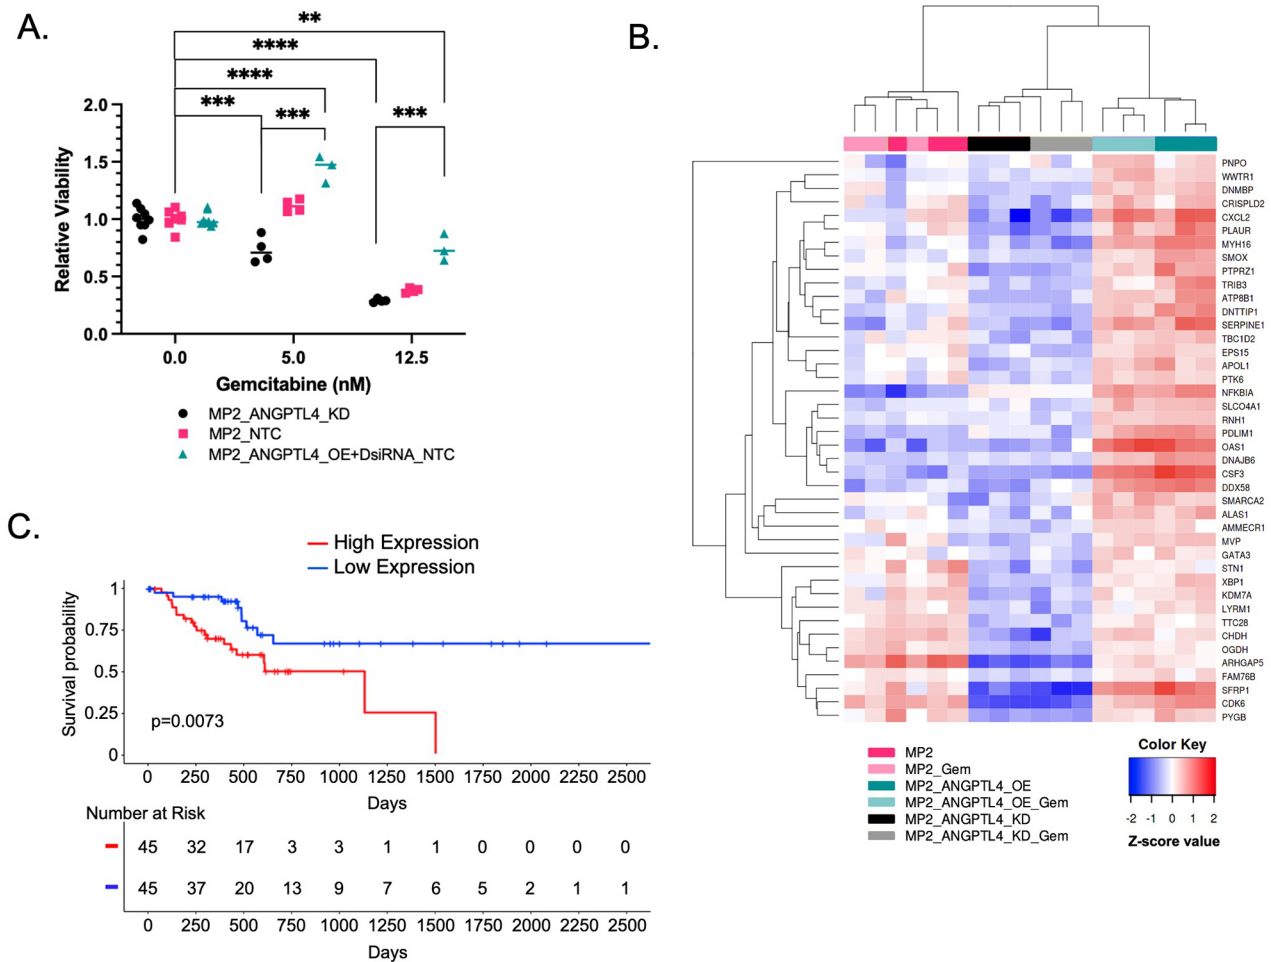 A.
**
****
****
***
***
***
2.0
1.5
1.0
0.5
0.0
Relative Viability
0.0 5.0 12.5
Gemcitabine (nM)
MP2_ANGPTL4_KD
MP2_NTC
MP2_ANGPTL4_OE+DsiRNA_NTC
B.
PNPO
WWTR1
DNMBP
CRISPLD2
CXCL2
PLAUR
MYH16
SMOX
PTPRZ1
TRIB3
ATP8B1
DNTTIP1
SERPINE1
TBC1D2
EPS15
APOL1
PTK6
NFKBIA
SLCO4A1
RNH1
PDLIM1
OAS1
DNAJB6
CSF3
DDX58
SMARCA2
ALAS1
AMMECR1
MVP
GATA3
STN1
XBP1
KDM7A
LYRM1
TTC28
CHDH
OGDH
ARHGAP5
FAM76B
SFRP1
CDK6
PYGB
MP2
MP2_Gem
MP2_ANGPTL4_OE
MP2_ANGPTL4_OE_Gem
MP2_ANGPTL4_KD
MP2_ANGPTL4_KD_Gem
Color Key
-2 -1 0 1 2
Z-score value
C.
High Expression
Low Expression
1
0.75
0.5
0.25
0
Survival probability
p=0.0073
0 250 500 750 1000 1250 1500 1750 2000 2250 2500
Days
Number at Risk
45 32 17 3 3 1 1 0 0 0 0
45 37 20 13 9 7 6 5 2 1 1
0 250 500 750 1000 1250 1500 1750 2000 2250 2500
Days